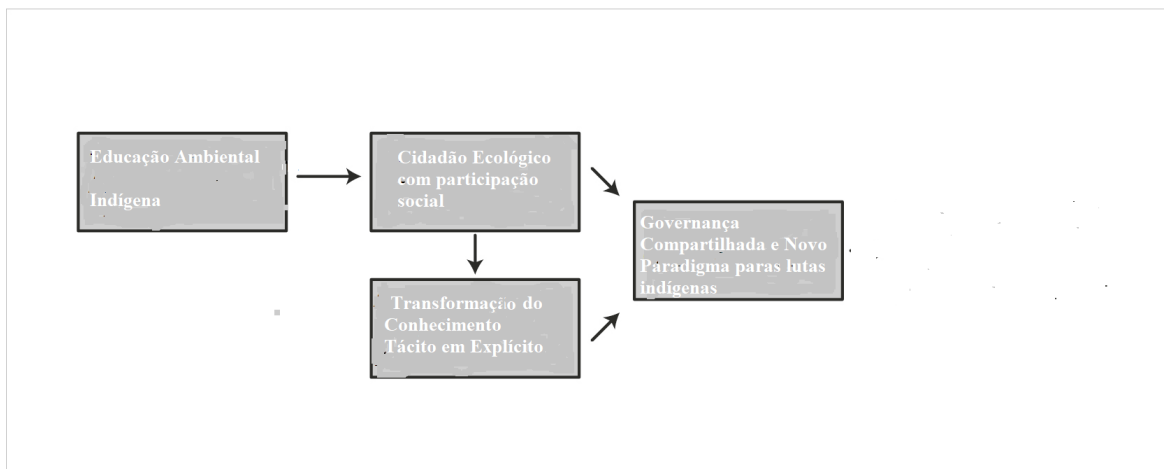 Educação Ambiental
Indígena
Cidadão Ecológico
com participação
social
Transformação do
Conhecimento
Tácito em Explícito
Governança
Compartilhada e Novo
Paradigma paras lutas
indígenas